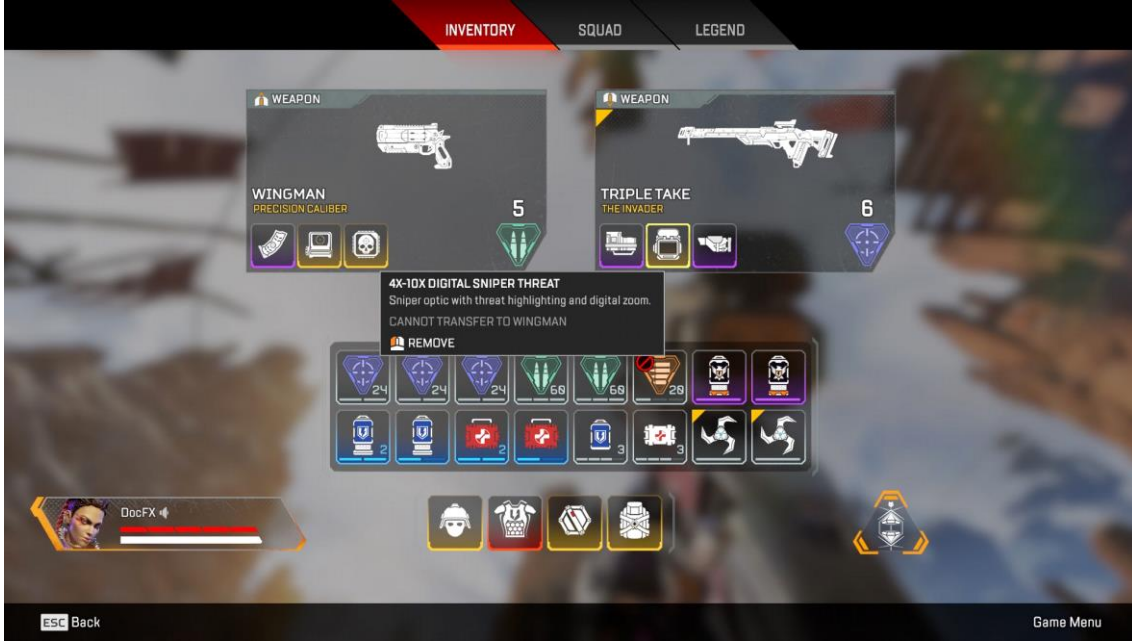 INVENTORY
SQUAD
LEGEND
WEAPON
WINGMAN
PRECISION CALIBER
5
WEAPON
TRIPLE TAKE
THE INVADER
6
4X-10X DIGITAL SNIPER THREAT
Sniper optic with threat highlighting and digital zoom.
CANNOT TRANSFER TO WINGMAN
REMOVE
24
24
24
60
60
20
2
2
3
3
DocFX
ESC Back
Game Menu